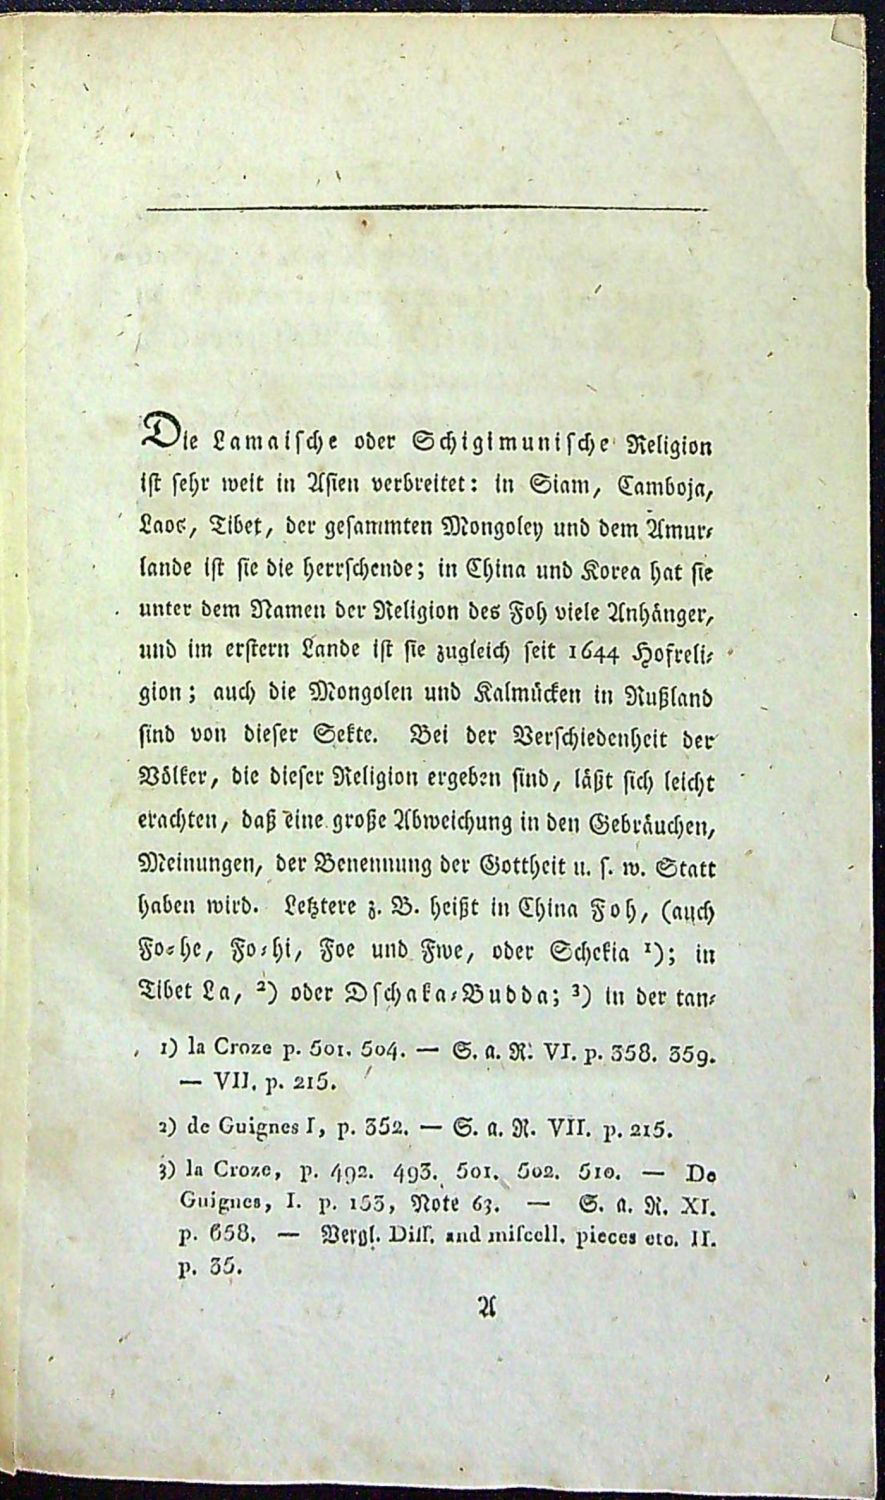 Die Lamaische oder Schigimunische Religion
ist sehr weit in Asien verbreitet: in Siam, Camboja,
Laos, Tibet, der gesammten Mongoley und dem Amur-
lande ist sie die herrschende; in China und Korea hat sie
unter dem Namen der Religion des Foh viele Anhänger,
und im erstern Lande ist sie zugleich seit 1644 Hofreli-
gion; auch die Mongolen und Kalmücken in Rußland
sind von dieser Sekte. Bei der Verschiedenheit der
Völker, die dieser Religion ergeben sind, läßt sich leicht
erachten, daß eine große Abweichung in den Gebräuchen,
Meinungen, der Benennung der Gottheit u. s. w. Statt
haben wird. Letztere z. B. heißt in China Foh, (auch
Fo-he, Fo-hi, Foe und Fwe, oder Schekia 1); in
Tibet La, 2) oder Dschaka-Budda; 3) in der tan-
1) la Croze p. 501. 504. — S. a. R. VI. p. 358. 359.
— VII. p. 215.
2) de Guignes I, p. 352. — S. a. R. VII. p. 215.
3) la Croze, p. 492. 493. 501. 502. 510. — De
Guignes, I. p. 153, Note 63. — S. a. R. XI.
p. 658. — Vergl. Diss. and miscell. pieces etc. II.
p. 35.
A